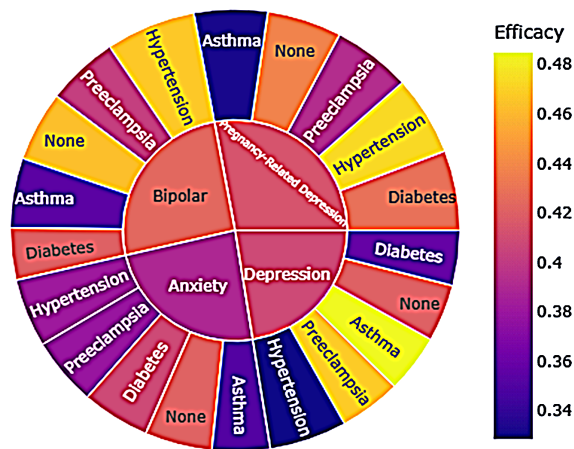 Efficacy
0.48
0.46
0.44
0.42
0.4
0.38
0.36
0.34
Pregnancy-Related Depression
Diabetes
Hypertension
Preeclampsia
None
Asthma
Bipolar
Hypertension
Preeclampsia
None
Asthma
Diabetes
Anxiety
Hypertension
Preeclampsia
Diabetes
None
Asthma
Depression
Hypertension
Preeclampsia
Asthma
None
Diabetes